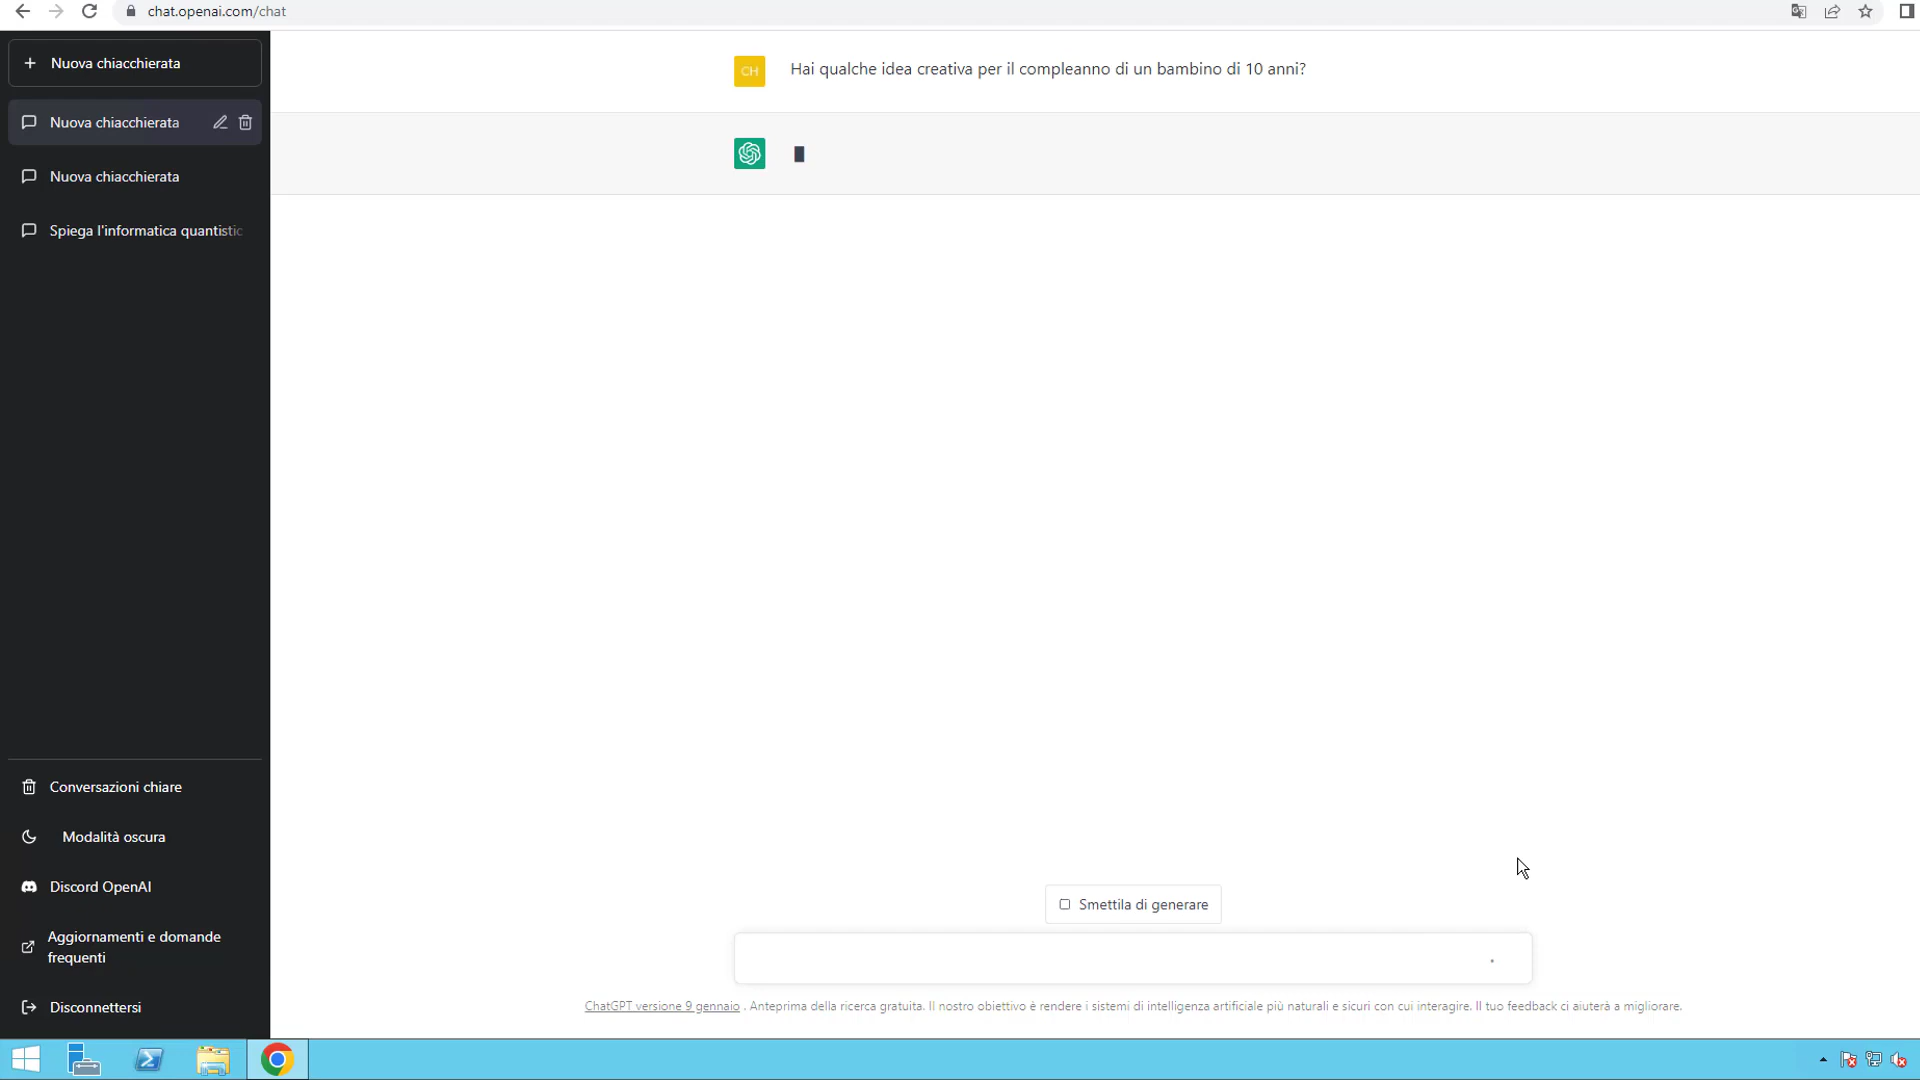 chat.openai.com/chat
Nuova chiacchierata
Nuova chiacchierata
Nuova chiacchierata
Spiega l'informatica quantistic
Conversazioni chiare
Modalità oscura
Discord OpenAI
Aggiornamenti e domande
frequenti
Disconnettersi
CH
Hai qualche idea creativa per il compleanno di un bambino di 10 anni?
Smettila di generare
ChatGPT versione 9 gennaio . Anteprima della ricerca gratuita. Il nostro obiettivo è rendere i sistemi di intelligenza artificiale più naturali e sicuri con cui interagire. Il tuo feedback ci aiuterà a migliorare.